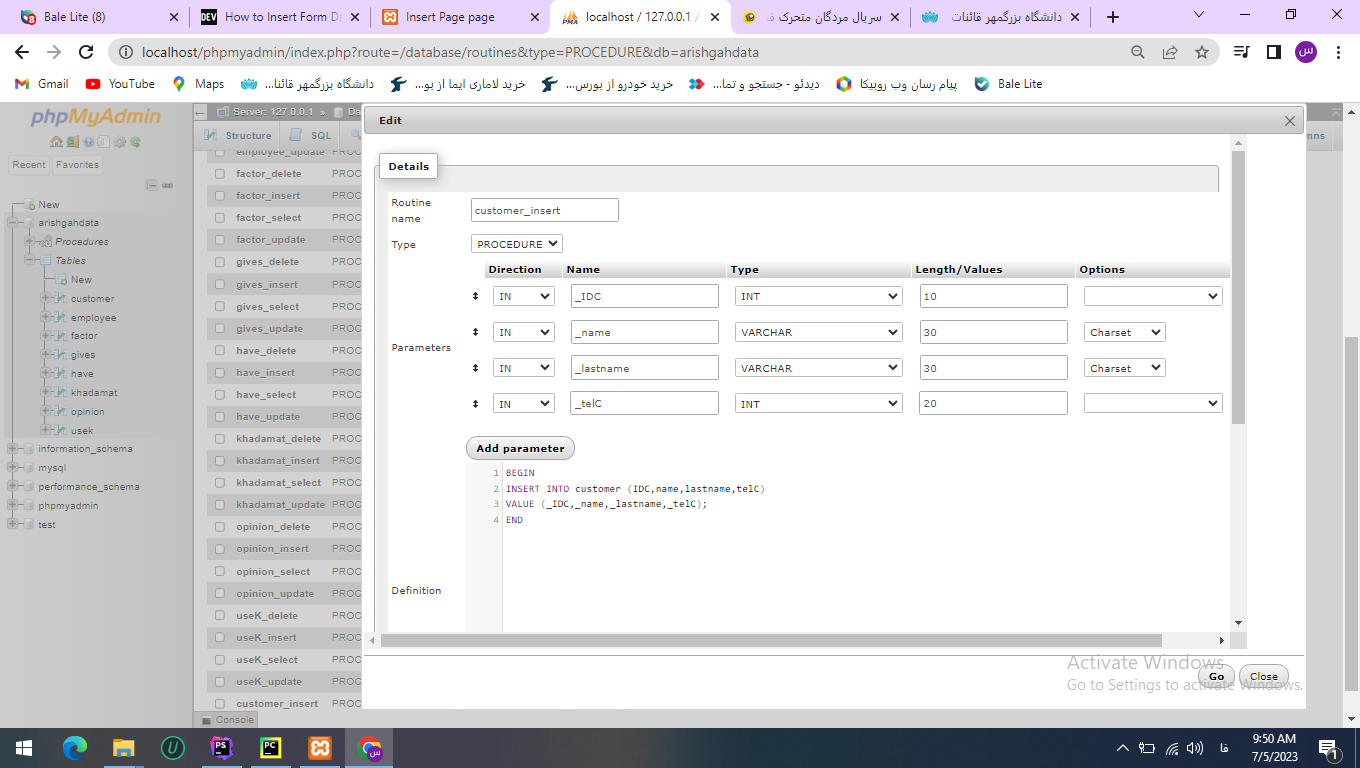 Bale Lite (8)
How to Insert Form D
Insert Page page
localhost / 127.0.0.1 /
سریال مردگان متحرک ف
دانشگاه بزرگمهر قائنات
localhost/phpmyadmin/index.php?route=/database/routines&type=PROCEDURE&db=arishgahdata
س
Gmail
YouTube
Maps
دانشگاه بزرگمهر قائنا...
خرید لاماری ایما از بو...
خرید خودرو از بورس...
دیدئو - جستجو و تما...
پیام رسان وب روبیکا
Bale Lite
phpMyAdmin
Recent
Favorites
New
arishgahdata
Procedures
Tables
New
customer
employee
factor
gives
have
khadamat
opinion
usek
information_schema
mysql
performance_schema
phpmyadmin
test
Server: 127.0.0.1 » Da
Structure
SQL
mns
employee_update PROC
factor_delete PROC
factor_insert PROC
factor_select PROC
factor_update PROC
gives_delete PROC
gives_insert PROC
gives_select PROC
gives_update PROC
have_delete PROC
have_insert PROC
have_select PROC
have_update PROC
khadamat_delete PROC
khadamat_insert PROC
khadamat_select PROC
khadamat_update PROC
opinion_delete PROC
opinion_insert PROC
opinion_select PROC
opinion_update PROC
useK_delete PROC
useK_insert PROC
useK_select PROC
useK_update PROC
customer_insert PROC
Console
Edit
Details
Routine name
customer_insert
Type
PROCEDURE
Parameters
Direction Name Type Length/Values Options
IN _IDC INT 10
IN _name VARCHAR 30 Charset
IN _lastname VARCHAR 30 Charset
IN _telC INT 20
Add parameter
Definition
1 BEGIN
2 INSERT INTO customer (IDC,name,lastname,telC)
3 VALUE (_IDC,_name,_lastname,_telC);
4 END
Activate Windows
Go to Settings to activate Windows.
Go
Close
فا
9:50 AM
7/5/2023
1